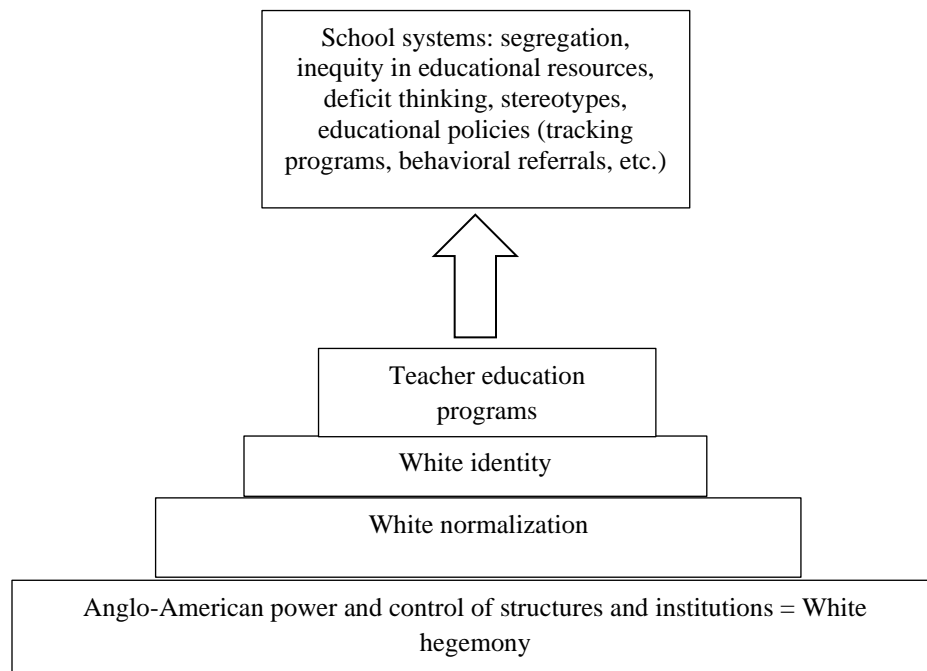 School systems: segregation,
inequity in educational resources,
deficit thinking, stereotypes,
educational policies (tracking
programs, behavioral referrals, etc.)
Teacher education
programs
White identity
White normalization
Anglo-American power and control of structures and institutions = White
hegemony